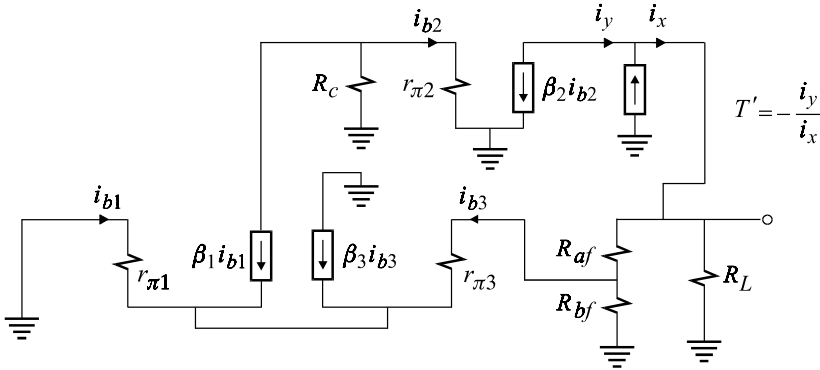 i_b2
i_y
i_x
R_c
r_π2
β_2 i_b2
T′ = − i_y / i_x
i_b1
i_b3
r_π1
β_1 i_b1
β_3 i_b3
r_π3
R_af
R_bf
R_L